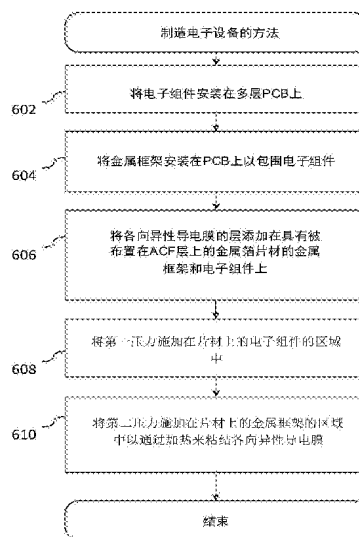 制造电子设备的方法
602
将电子组件安装在多层PCB上
604
将金属框架安装在PCB上以包围电子组件
606
将各向异性导电膜的层添加在具有被
布置在ACF层上的金属箔片材的金属
框架和电子组件上
608
将第一压力施加在片材上的电子组件的区域
中
610
将第二压力施加在片材上的金属框架的区域
中以通过加热来粘结各向异性导电膜
结束